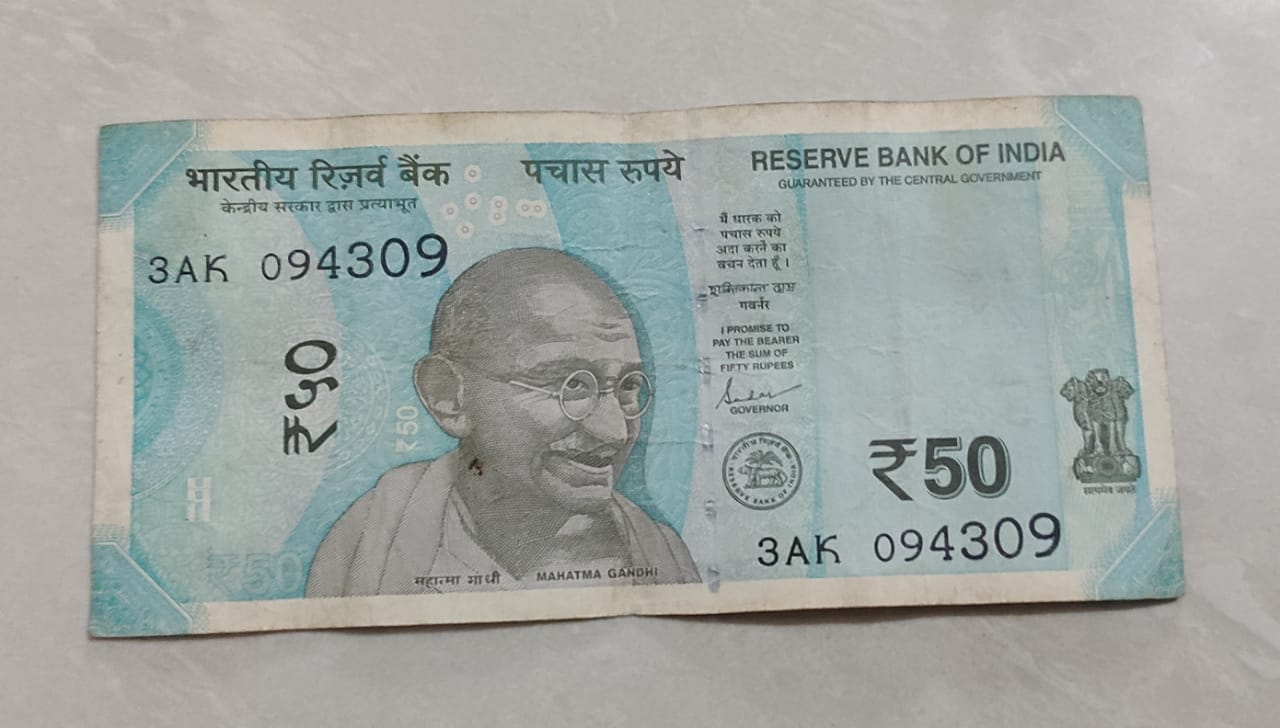 भारतीय रिज़र्व बैंक
केन्द्रीय सरकार द्वारा प्रत्याभूत
पचास रुपये
RESERVE BANK OF INDIA
GUARANTEED BY THE CENTRAL GOVERNMENT
3AK 094309
₹५०
₹50
₹50
महात्मा गांधी
MAHATMA GANDHI
मैं धारक को
पचास रुपये
अदा करने का
वचन देता हूँ।
गवर्नर
I PROMISE TO
PAY THE BEARER
THE SUM OF
FIFTY RUPEES
GOVERNOR
भारतीय रिज़र्व बैंक
RESERVE BANK OF INDIA
₹50
सत्यमेव जयते
3AK 094309